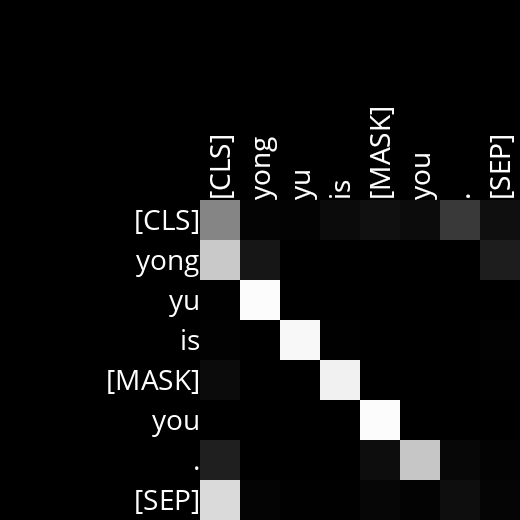 [CLS] yong yu is [MASK] you . [SEP]
[CLS]
yong
yu
is
[MASK]
you
.
[SEP]